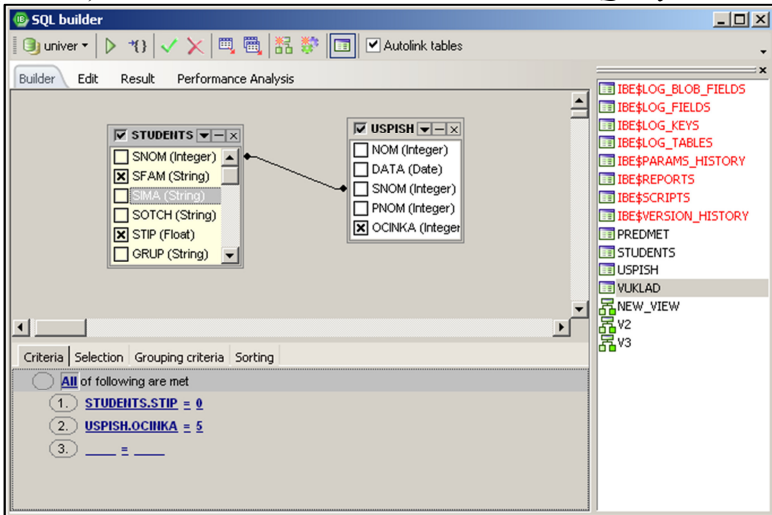 SQL builder
univer Autolink tables
Builder Edit Result Performance Analysis
STUDENTS
SNOM (Integer)
SFAM (String)
SIMA (String)
SOTCH (String)
STIP (Float)
GRUP (String)
USPISH
NOM (Integer)
DATA (Date)
SNOM (Integer)
PNOM (Integer)
OCINKA (Integer
IBE$LOG_BLOB_FIELDS
IBE$LOG_FIELDS
IBE$LOG_KEYS
IBE$LOG_TABLES
IBE$PARAMS_HISTORY
IBE$REPORTS
IBE$SCRIPTS
IBE$VERSION_HISTORY
PREDMET
STUDENTS
USPISH
VUKLAD
NEW_VIEW
V2
V3
Criteria Selection Grouping criteria Sorting
All of following are met
1. STUDENTS.STIP = 0
2. USPISH.OCINKA = 5
3. ____ = ____